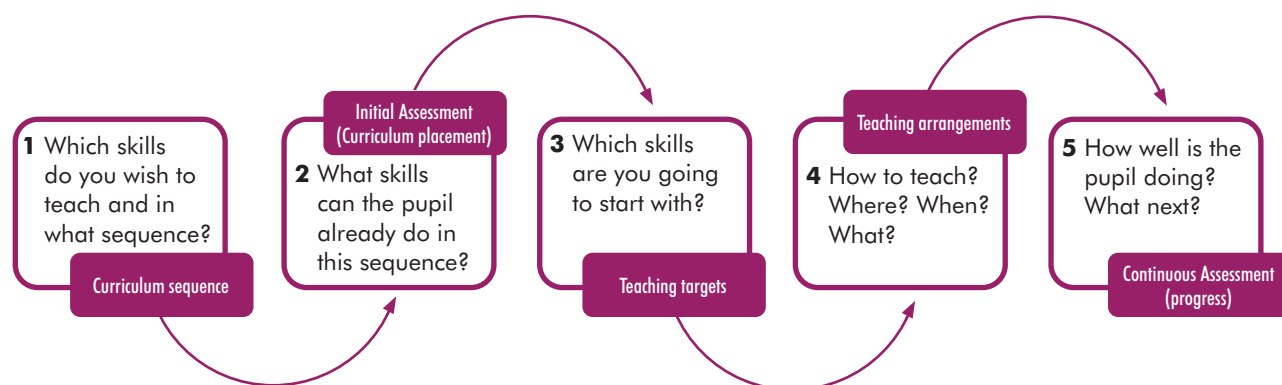 1 Which skills
do you wish to
teach and in
what sequence?
Curriculum sequence
Initial Assessment
(Curriculum placement)
2 What skills
can the pupil
already do in
this sequence?
3 Which skills
are you going
to start with?
Teaching targets
Teaching arrangements
4 How to teach?
Where? When?
What?
5 How well is the
pupil doing?
What next?
Continuous Assessment
(progress)